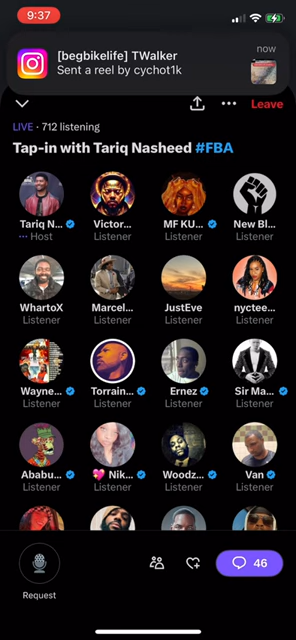 9:37
[begbikelife] TWalker
now
Sent a reel by cychot1k
Leave
LIVE · 712 listening
Tap-in with Tariq Nasheed #FBA
Tariq N... Victor... MF KU... New Bl...
Host Listener Listener Listener
WhartoX Marcel... JustEve nyctee...
Listener Listener Listener Listener
Wayne... Torrain... Ernez Sir Ma...
Listener Listener Listener Listener
Ababu... 💖 Nik... Woodz... Van
Listener Listener Listener Listener
46
Request